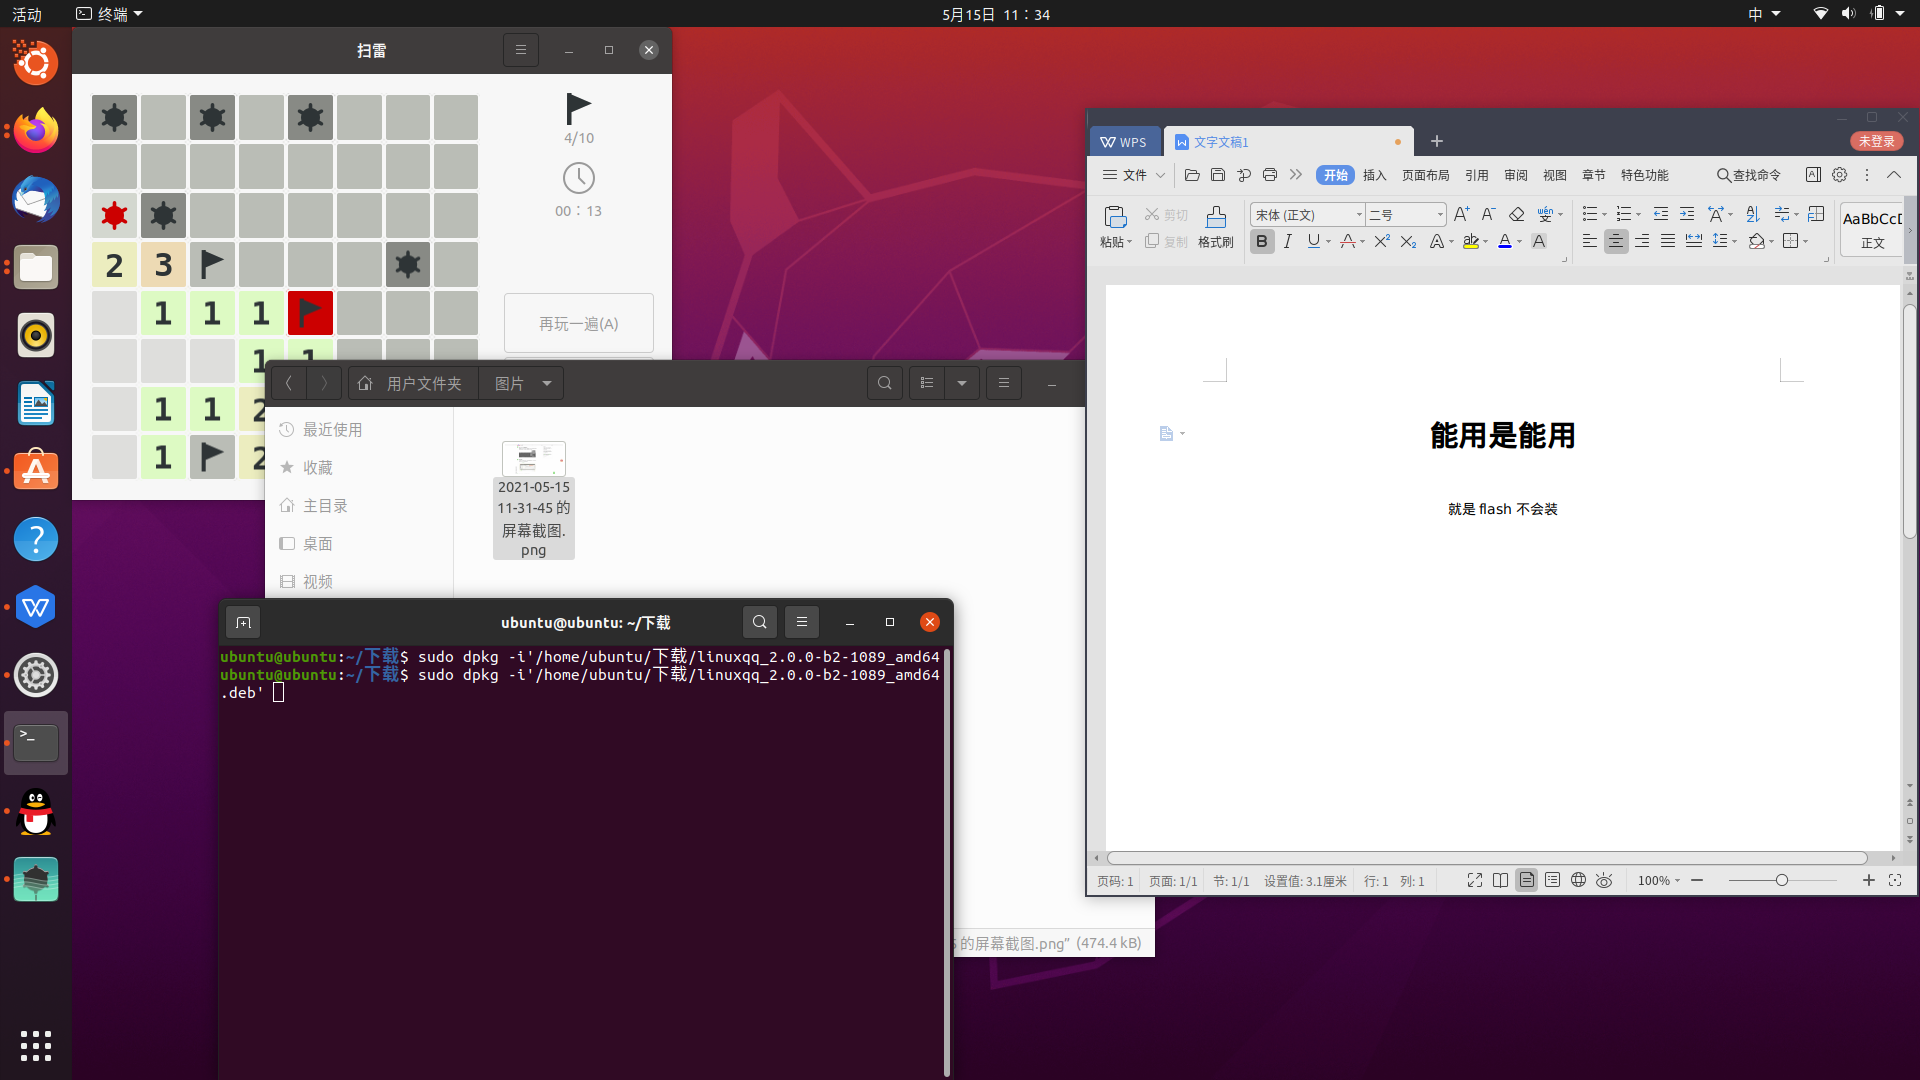 活动
终端
5月15日 11：34
中
扫雷
4/10
00：13
再玩一遍(A)
2 3
1 1 1
1 1
1 1 2
1 2
用户文件夹
图片
最近使用
收藏
主目录
桌面
视频
2021-05-15
11-31-45 的
屏幕截图.
png
的屏幕截图.png” (474.4 kB)
ubuntu@ubuntu: ~/下载
ubuntu@ubuntu:~/下载$ sudo dpkg -i'/home/ubuntu/下载/linuxqq_2.0.0-b2-1089_amd64
ubuntu@ubuntu:~/下载$ sudo dpkg -i'/home/ubuntu/下载/linuxqq_2.0.0-b2-1089_amd64
.deb'
WPS
文字文稿1
未登录
文件
开始 插入 页面布局 引用 审阅 视图 章节 特色功能
查找命令
粘贴
剪切
复制
格式刷
宋体 (正文)
二号
AaBbCcD
正文
能用是能用
就是 flash 不会装
页码: 1 页面: 1/1 节: 1/1 设置值: 3.1厘米 行: 1 列: 1
100%